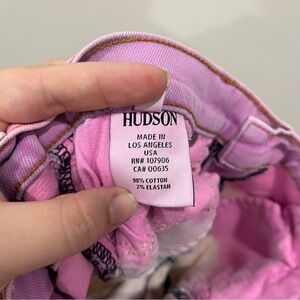 HUDSON
MADE IN
LOS ANGELES
USA
RN# 107906
CA# 00635
98% COTTON
2% ELASTAN